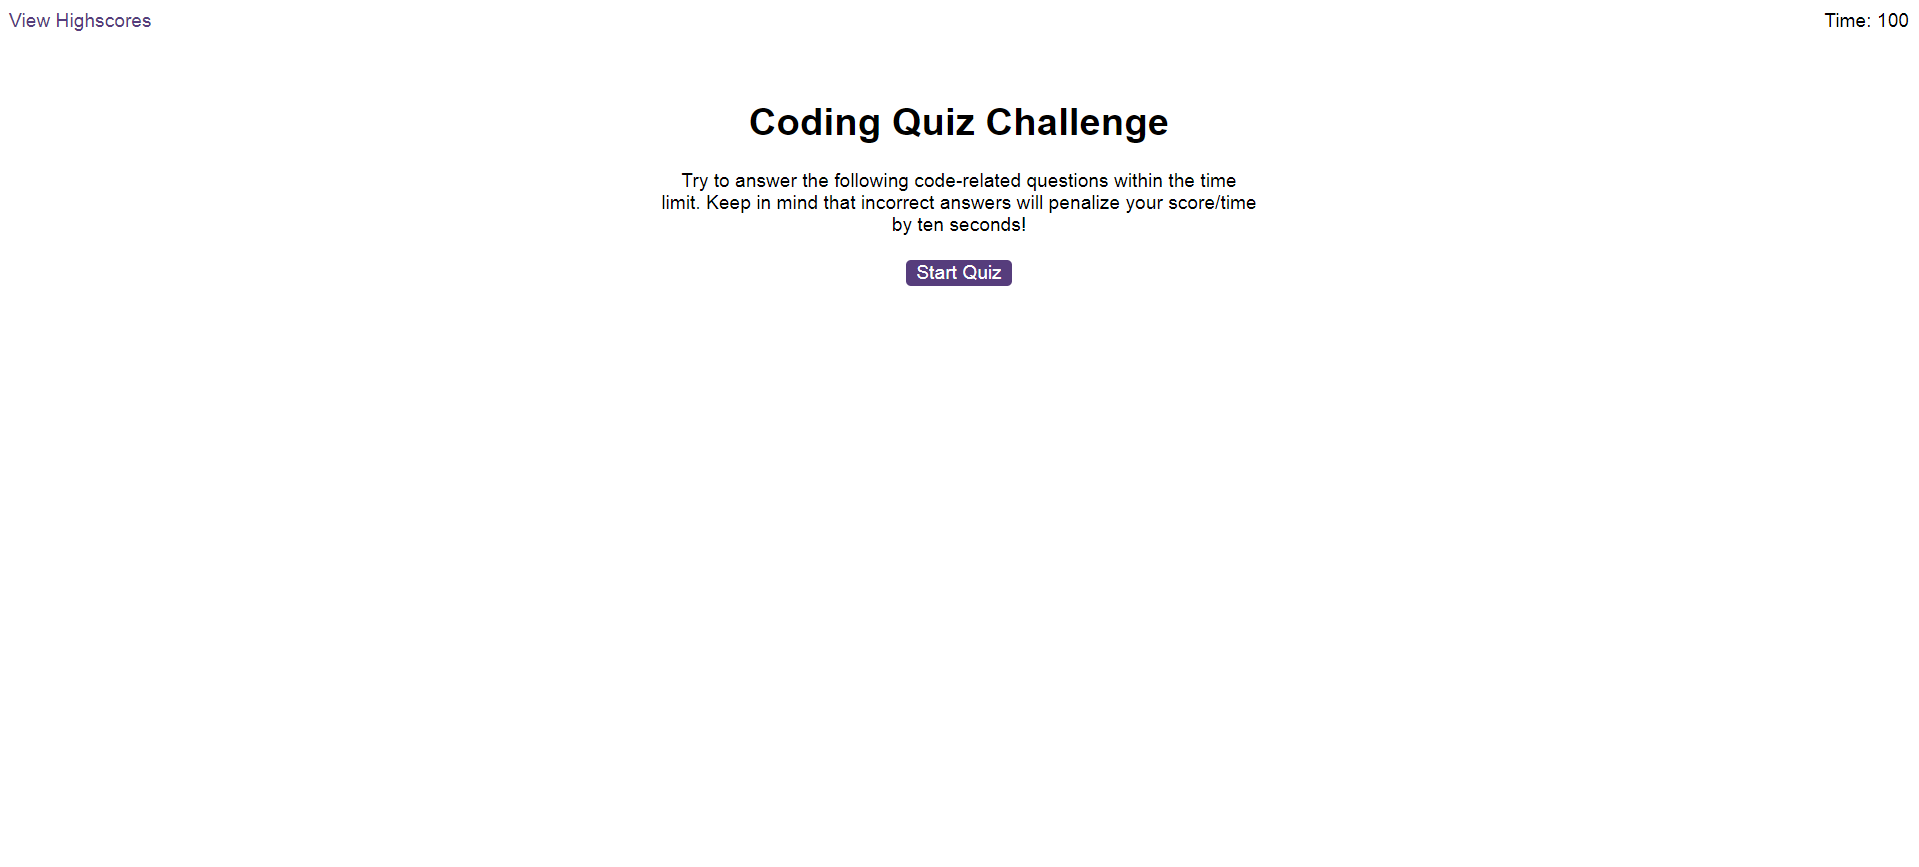 View Highscores
Time: 100
Coding Quiz Challenge
Try to answer the following code-related questions within the time
limit. Keep in mind that incorrect answers will penalize your score/time
by ten seconds!
Start Quiz